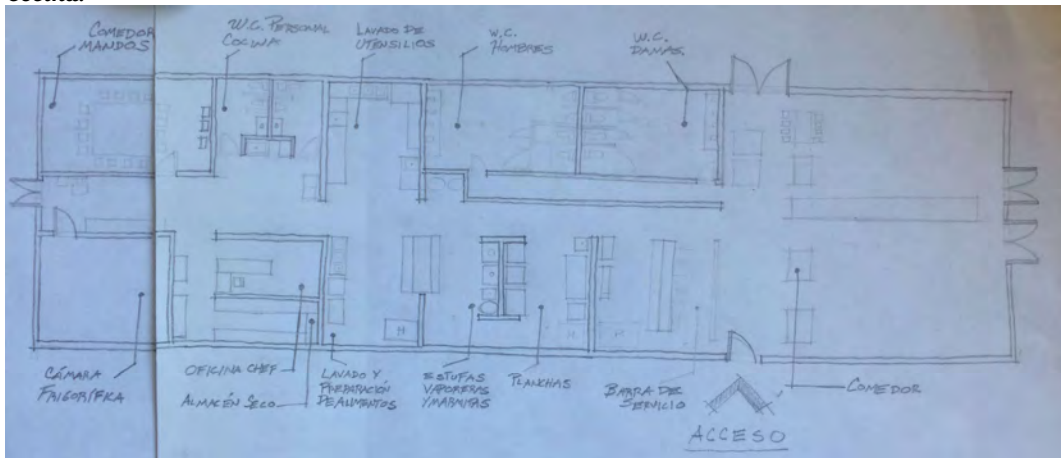 COMEDOR
MANDOS
W.C. PERSONAL
COCINA
LAVADO DE
UTENSILIOS
W.C.
HOMBRES
W.C.
DAMAS
CÁMARA
FRIGORÍFICA
OFICINA CHEF
ALMACÉN SECO
LAVADO Y
PREPARACIÓN
DE ALIMENTOS
ESTUFAS
VAPORERAS
Y MARMITAS
PLANCHAS
BARRA DE
SERVICIO
COMEDOR
ACCESO
H
H